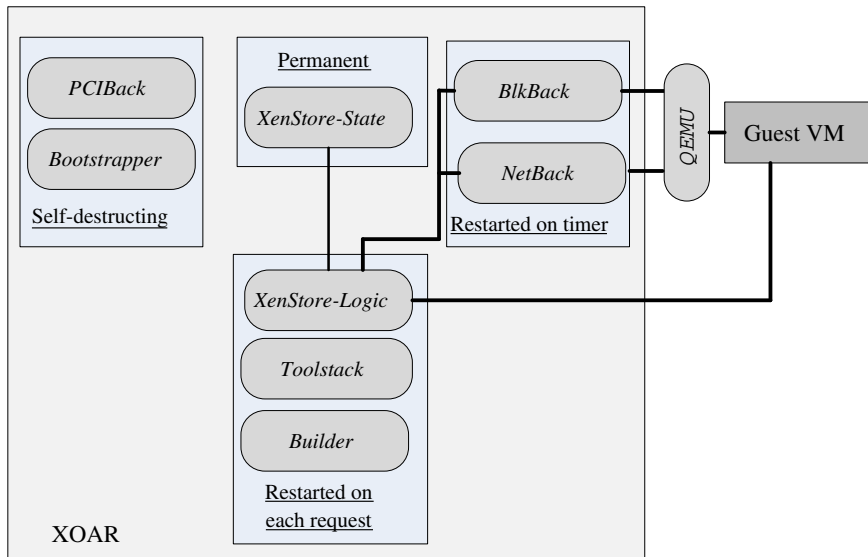 PCIBack
Bootstrapper
Self-destructing
Permanent
XenStore-State
BlkBack
NetBack
Restarted on timer
QEMU
Guest VM
XenStore-Logic
Toolstack
Builder
Restarted on
each request
XOAR